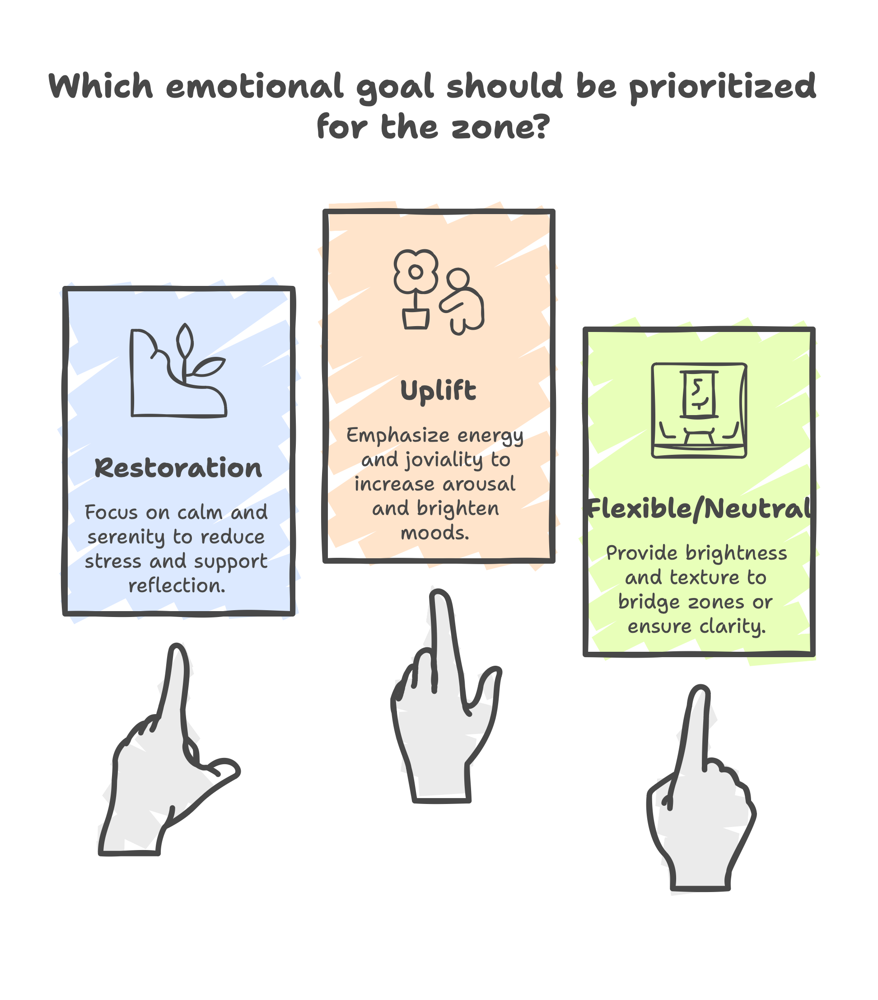 Which emotional goal should be prioritized
for the zone?
Restoration
Focus on calm and
serenity to reduce
stress and support
reflection.
Uplift
Emphasize energy
and joviality to
increase arousal
and brighten
moods.
Flexible/Neutral
Provide brightness
and texture to
bridge zones or
ensure clarity.